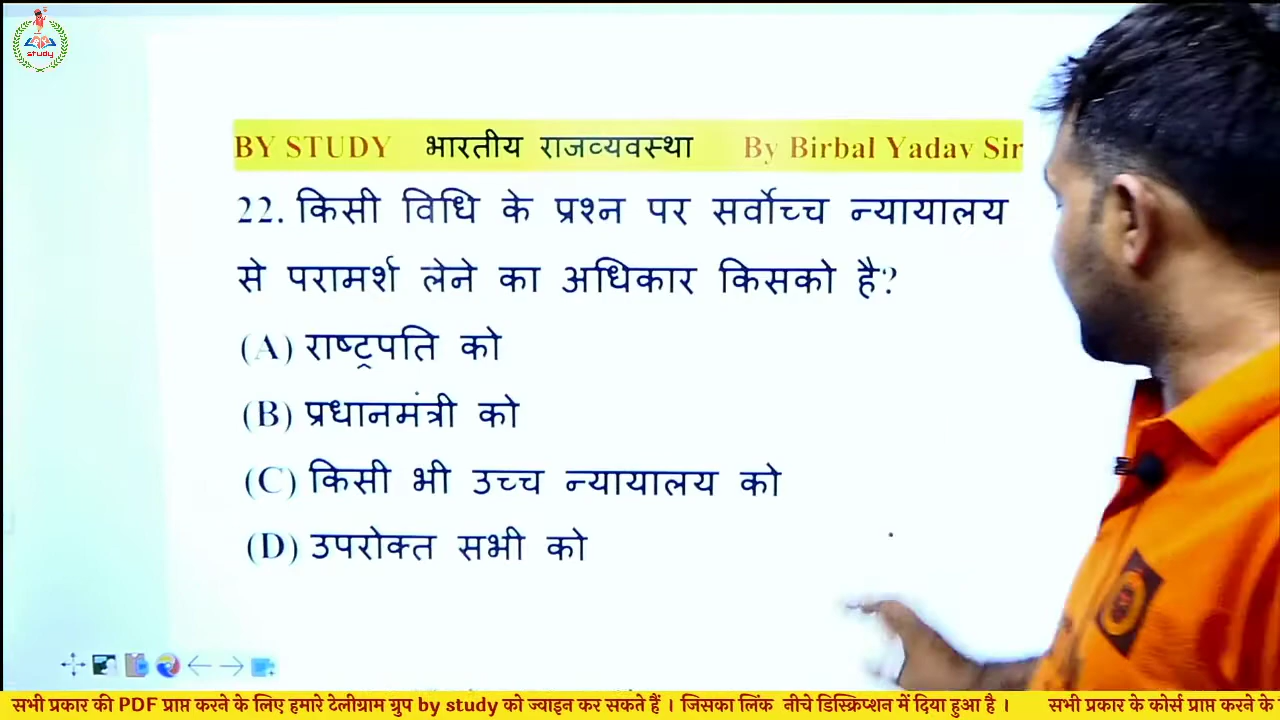 study
BY STUDY भारतीय राजव्यवस्था By Birbal Yadav Sir
22. किसी विधि के प्रश्न पर सर्वोच्च न्यायालय
से परामर्श लेने का अधिकार किसको है?
(A) राष्ट्रपति को
(B) प्रधानमंत्री को
(C) किसी भी उच्च न्यायालय को
(D) उपरोक्त सभी को
सभी प्रकार की PDF प्राप्त करने के लिए हमारे टेलीग्राम ग्रुप by study को ज्वाइन कर सकते हैं । जिसका लिंक नीचे डिस्क्रिप्शन में दिया हुआ है । सभी प्रकार के कोर्स प्राप्त करने के